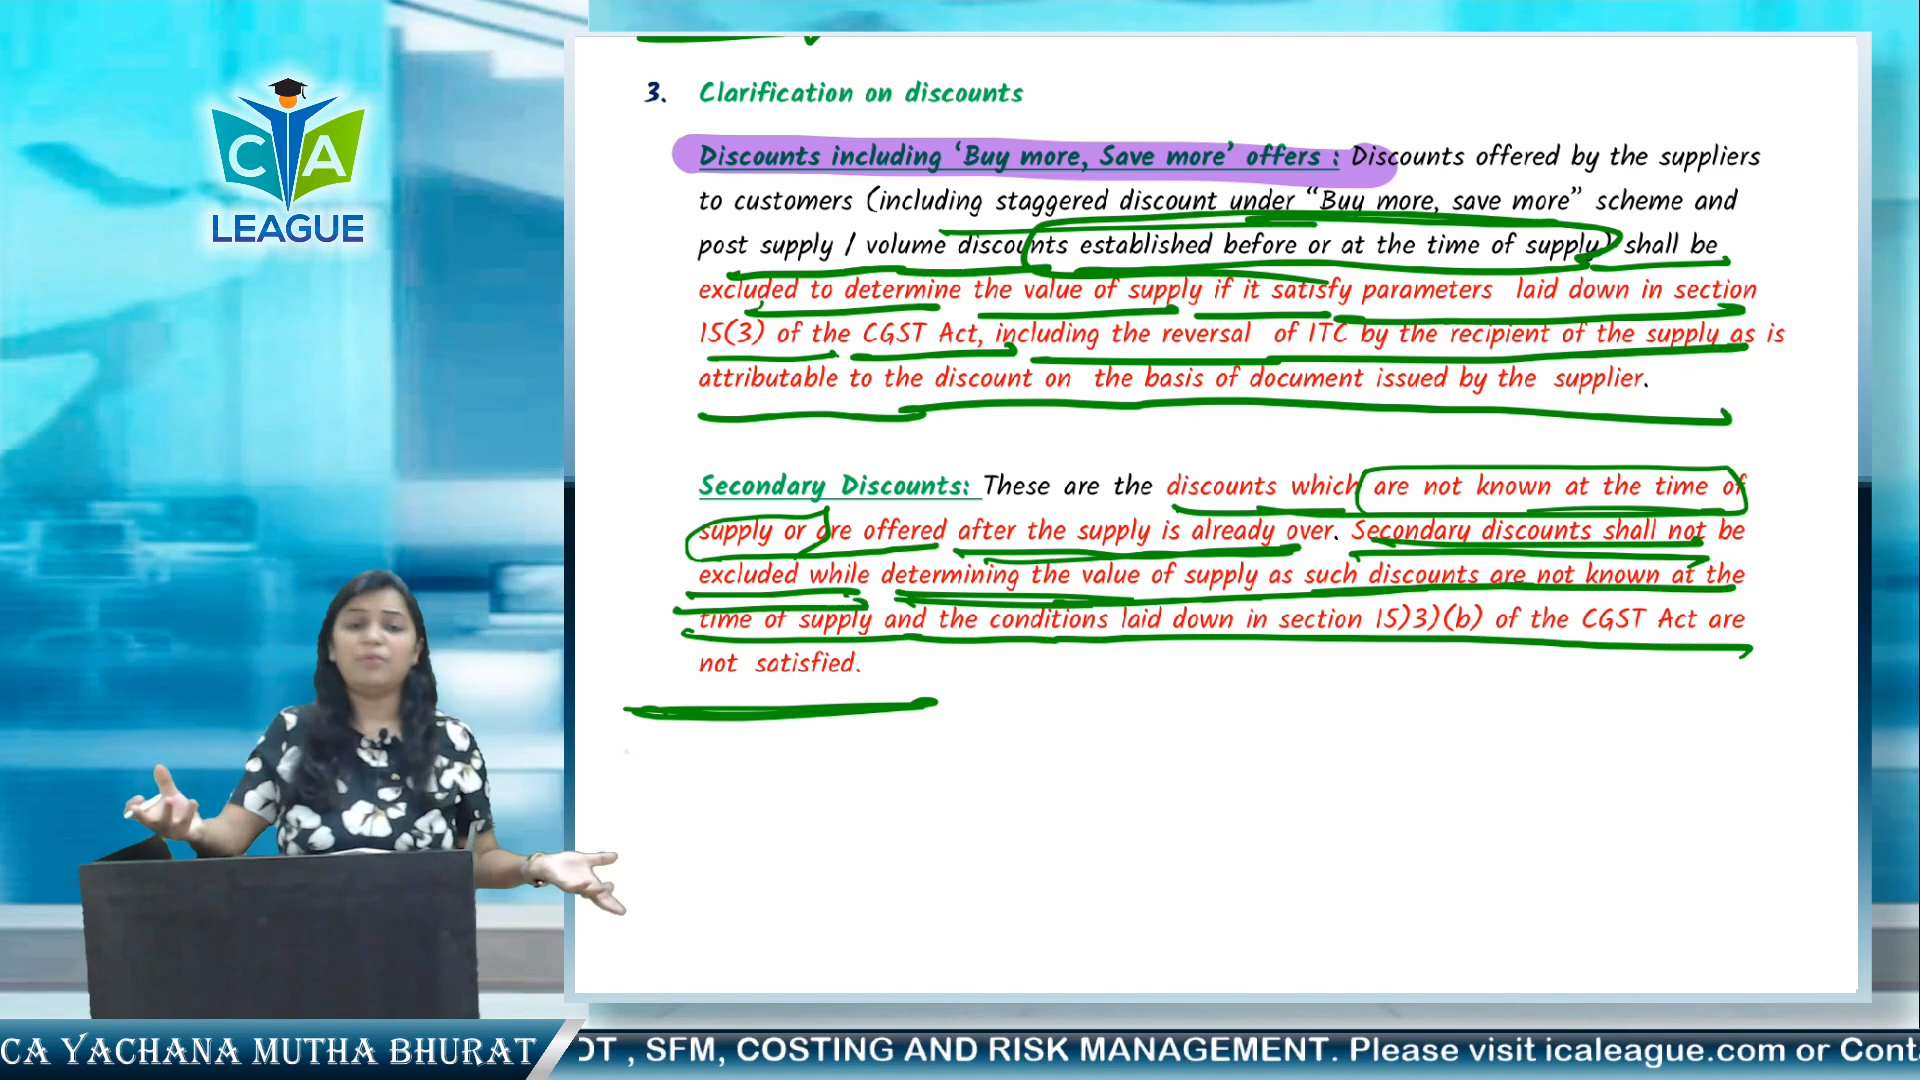 C A
LEAGUE
3. Clarification on discounts
Discounts including ‘Buy more, Save more’ offers : Discounts offered by the suppliers
to customers (including staggered discount under “Buy more, save more” scheme and
post supply / volume discounts established before or at the time of supply) shall be
excluded to determine the value of supply if it satisfy parameters laid down in section
15(3) of the CGST Act, including the reversal of ITC by the recipient of the supply as is
attributable to the discount on the basis of document issued by the supplier.
Secondary Discounts: These are the discounts which are not known at the time of
supply or are offered after the supply is already over. Secondary discounts shall not be
excluded while determining the value of supply as such discounts are not known at the
time of supply and the conditions laid down in section 15)3)(b) of the CGST Act are
not satisfied.
CA YACHANA MUTHA BHURAT
DT , SFM, COSTING AND RISK MANAGEMENT. Please visit icaleague.com or Cont